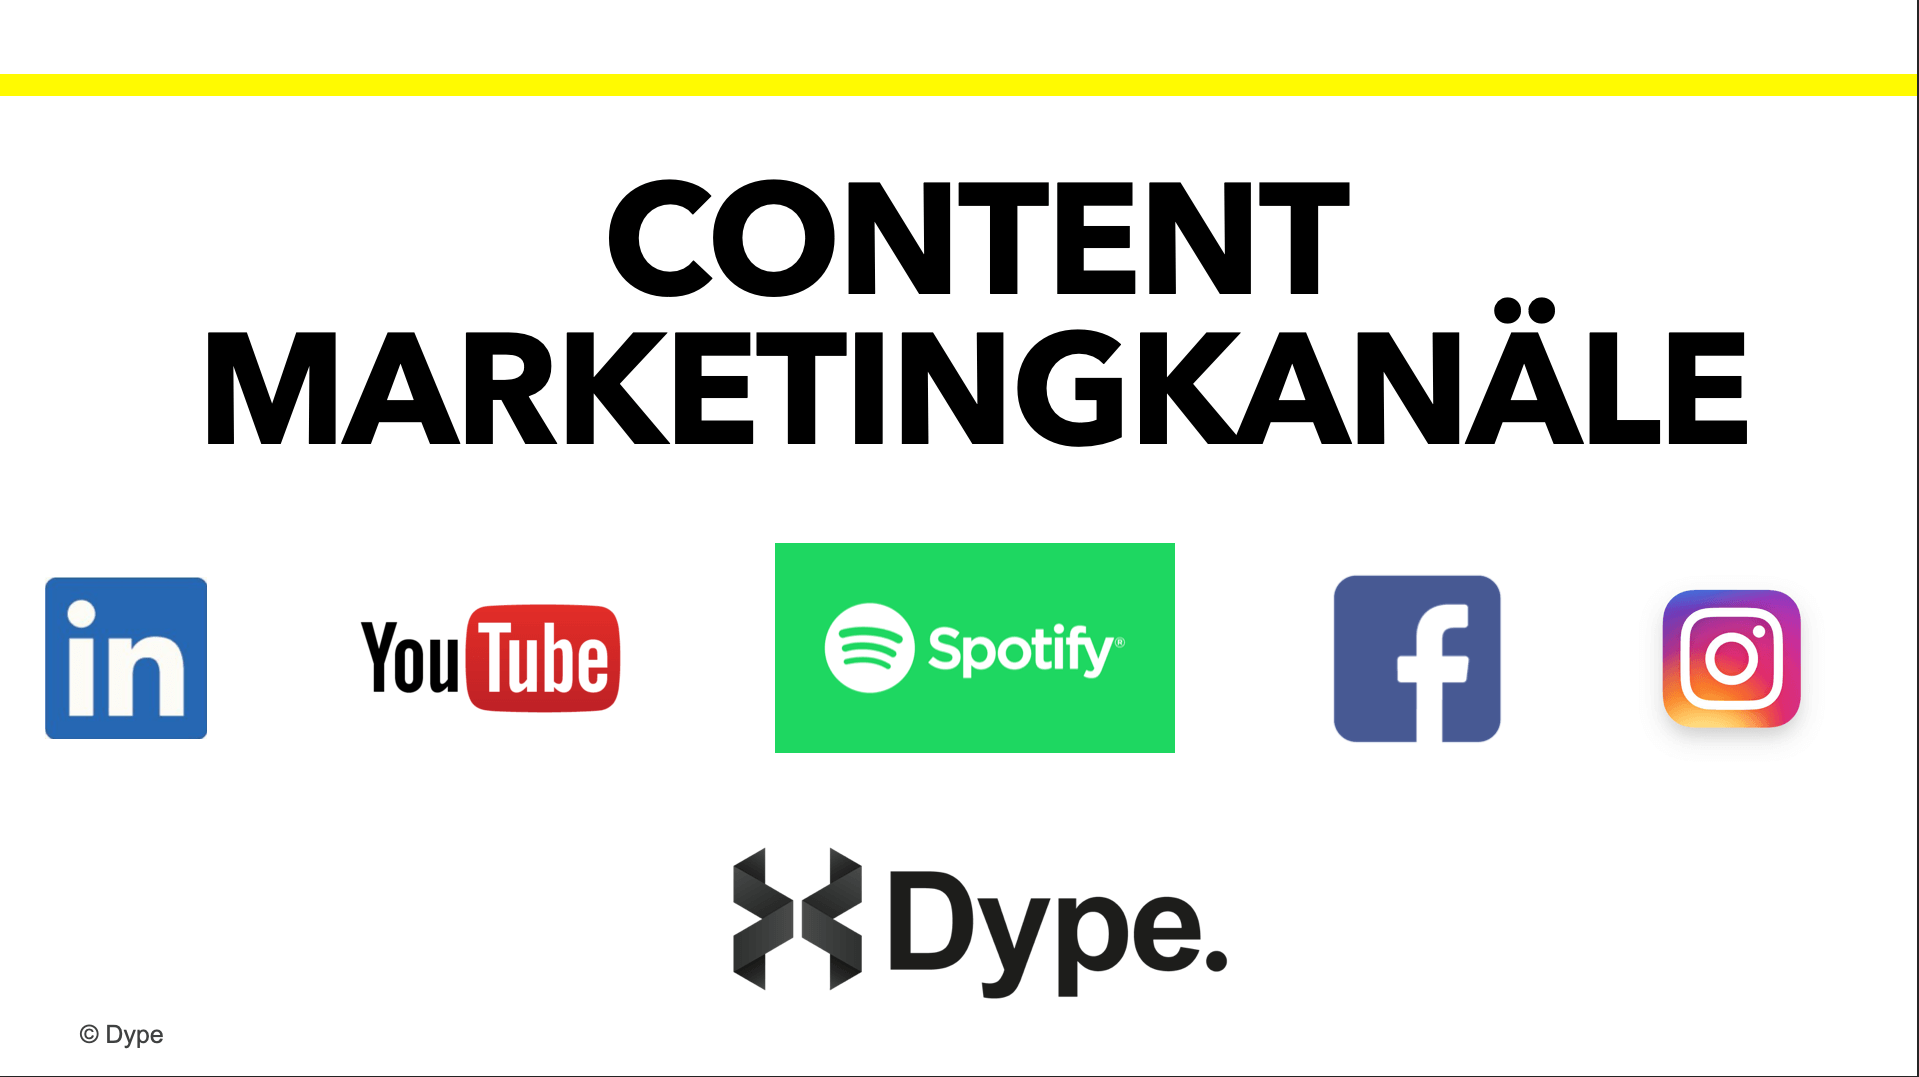 CONTENT
MARKETINGKANÄLE
in
YouTube
Spotify®
f
Dype.
© Dype